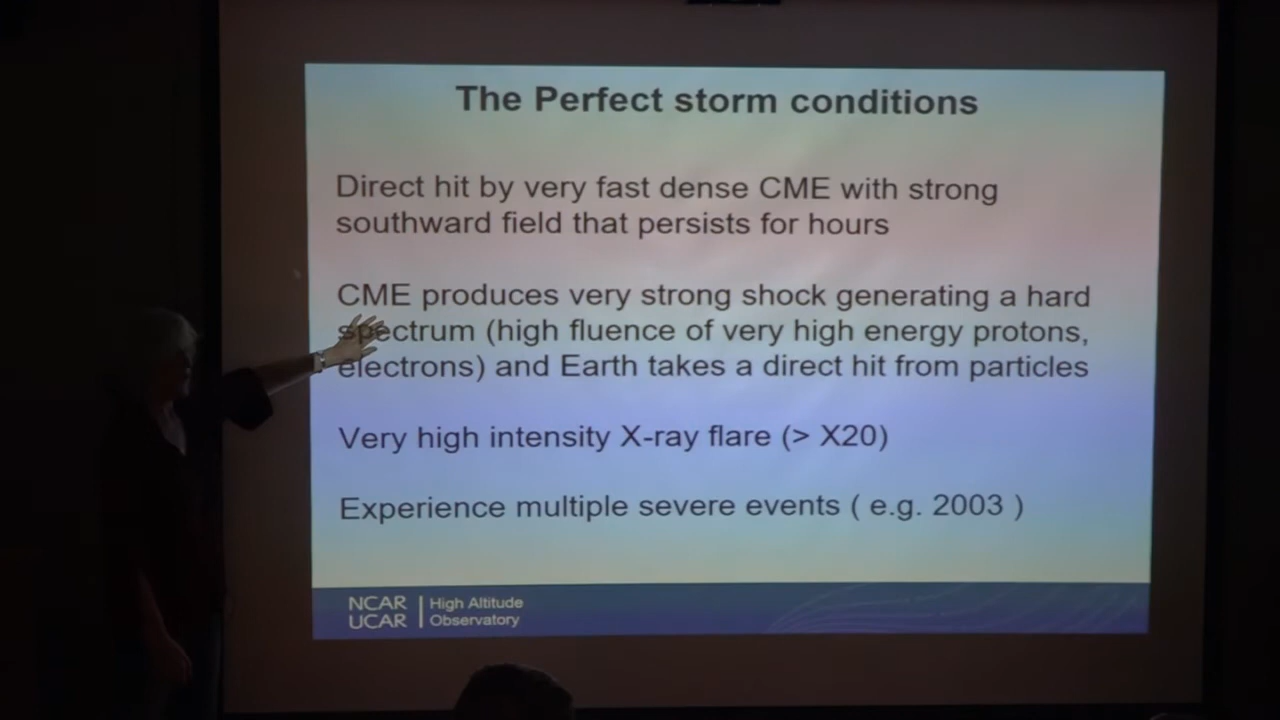 The Perfect storm conditions
Direct hit by very fast dense CME with strong
southward field that persists for hours
CME produces very strong shock generating a hard
spectrum (high fluence of very high energy protons,
electrons) and Earth takes a direct hit from particles
Very high intensity X-ray flare (> X20)
Experience multiple severe events ( e.g. 2003 )
NCAR
UCAR
High Altitude
Observatory